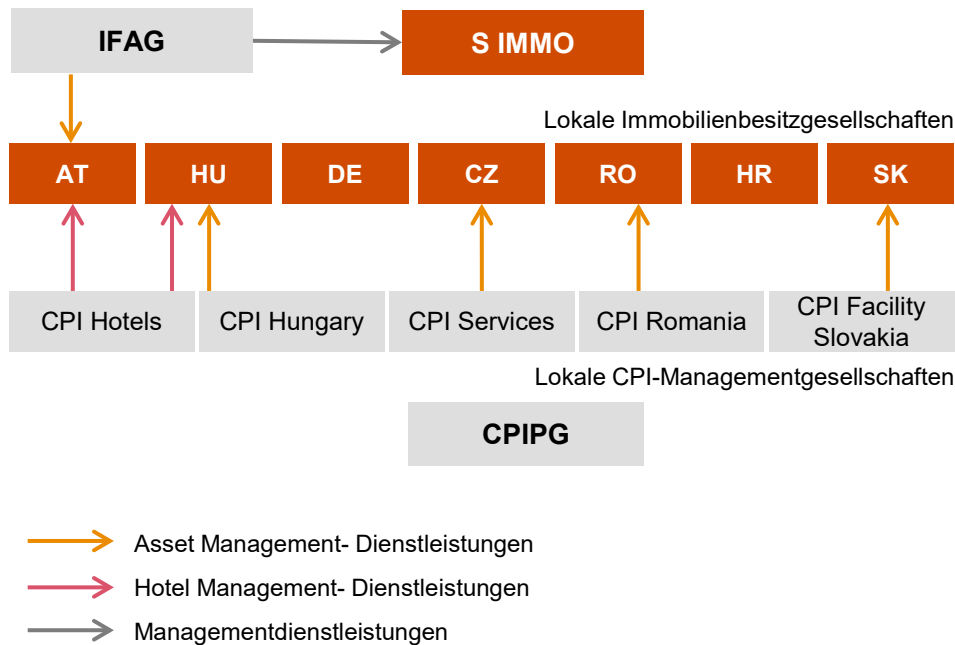 IFAG
S IMMO
Lokale Immobilienbesitzgesellschaften
AT
HU
DE
CZ
RO
HR
SK
CPI Hotels
CPI Hungary
CPI Services
CPI Romania
CPI Facility
Slovakia
Lokale CPI-Managementgesellschaften
CPIPG
Asset Management- Dienstleistungen
Hotel Management- Dienstleistungen
Managementdienstleistungen